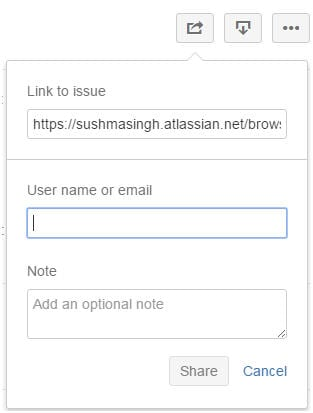 Link to issue
https://sushmasingh.atlassian.net/brows
User name or email
Note
Add an optional note
Share Cancel